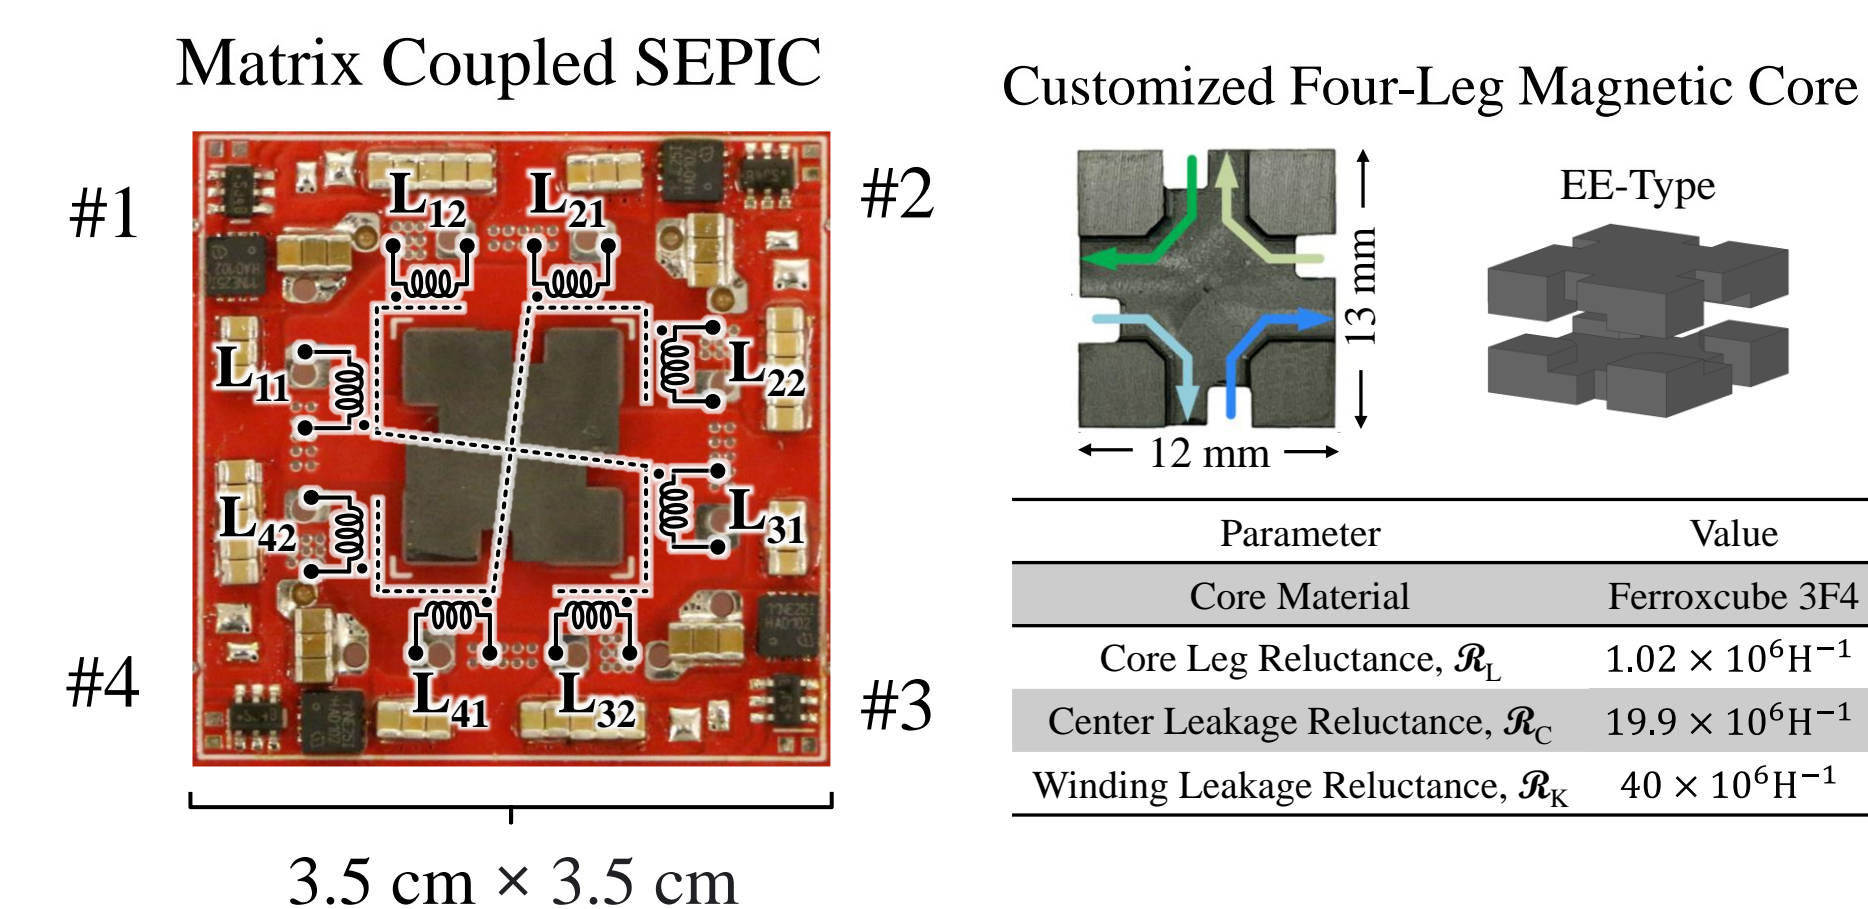 Matrix Coupled SEPIC
#1
#2
#3
#4
L12
L21
L11
L22
L42
L31
L41
L32
3.5 cm × 3.5 cm
Customized Four-Leg Magnetic Core
EE-Type
13 mm
12 mm
Parameter Value
Core Material Ferroxcube 3F4
Core Leg Reluctance, ℛL 1.02 × 10⁶H⁻¹
Center Leakage Reluctance, ℛC 19.9 × 10⁶H⁻¹
Winding Leakage Reluctance, ℛK 40 × 10⁶H⁻¹